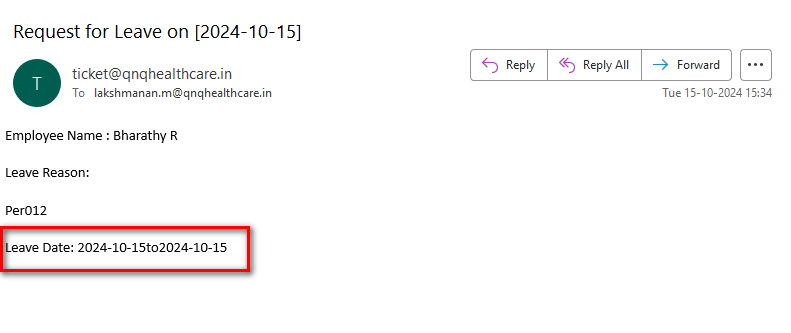 Request for Leave on [2024-10-15]
T
ticket@qnqhealthcare.in
To lakshmanan.m@qnqhealthcare.in
Reply
Reply All
Forward
Tue 15-10-2024 15:34
Employee Name : Bharathy R
Leave Reason:
Per012
Leave Date: 2024-10-15to2024-10-15